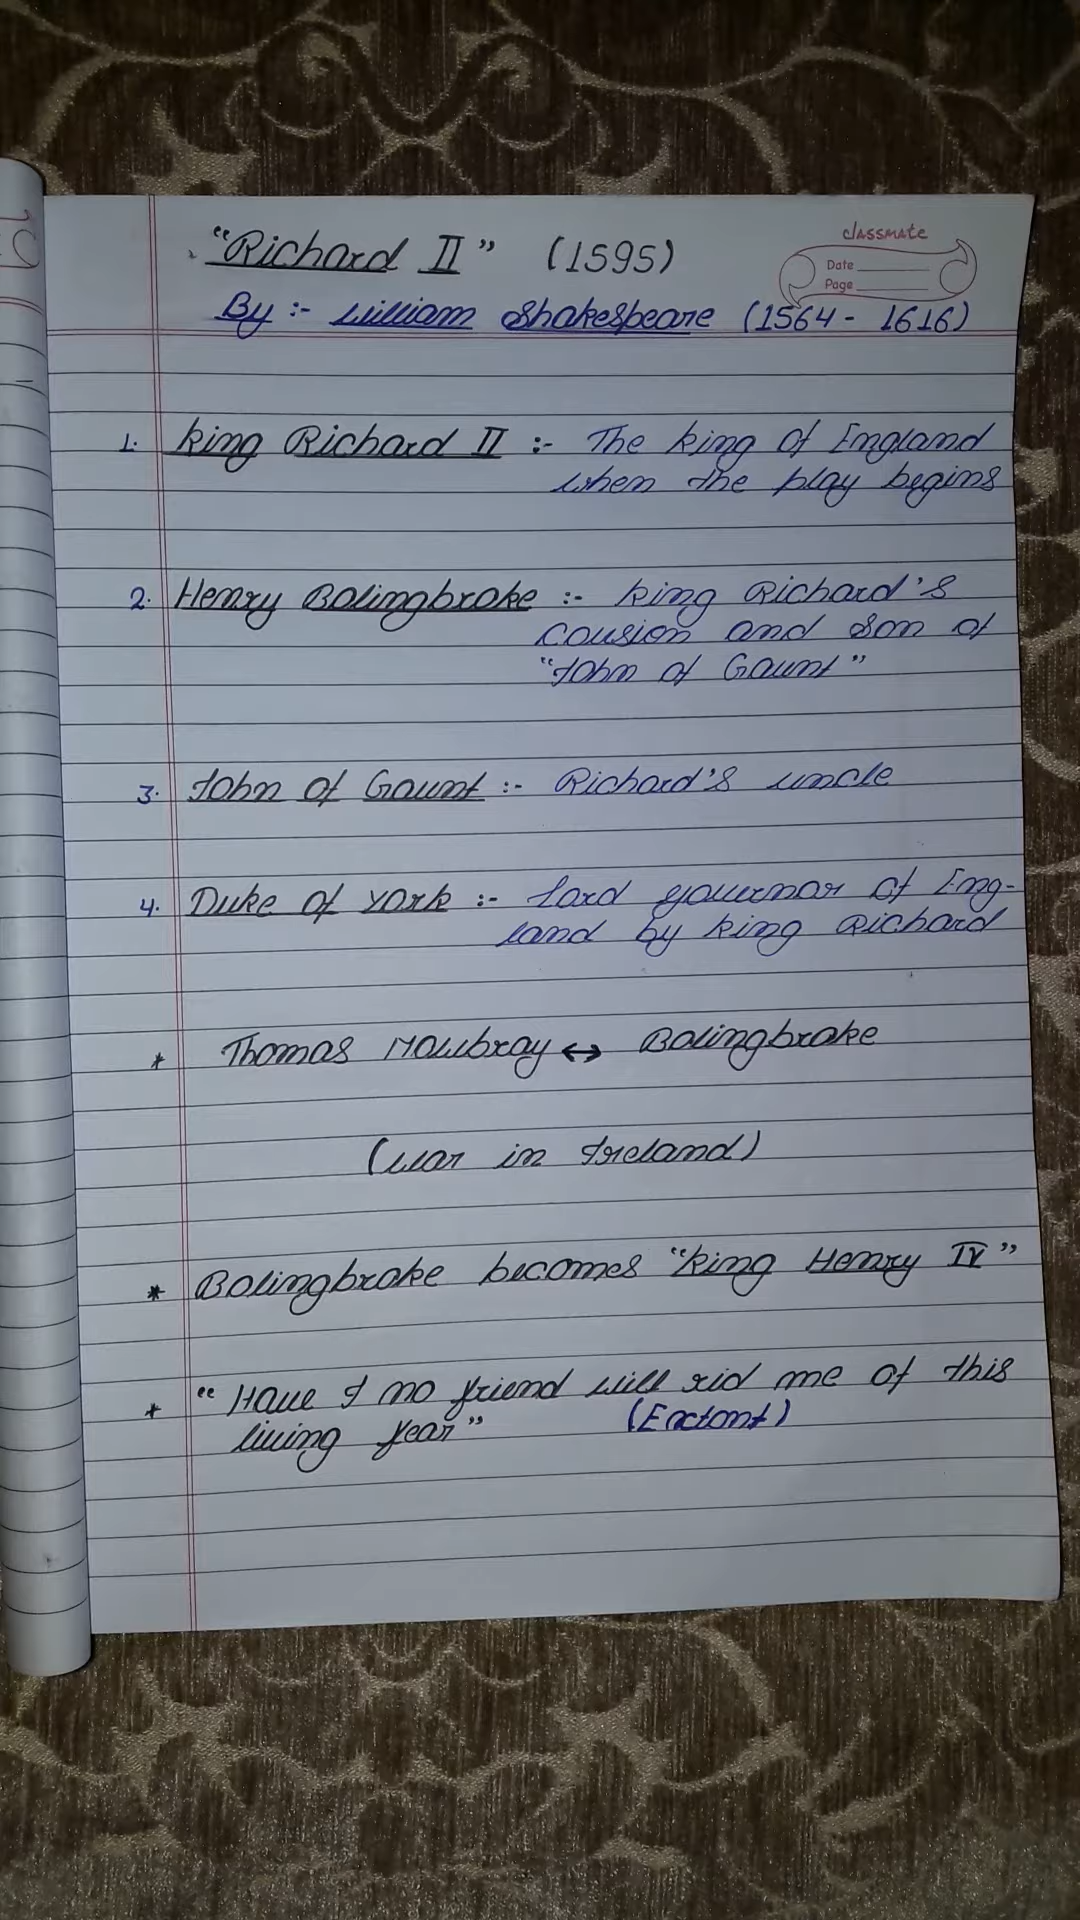 "Richard II" (1595)
classmate
Date
Page
By :- William Shakespeare (1564 - 1616)
1. King Richard II :- The king of England
when the play begins
2. Henry Bolingbroke :- King Richard's
cousion and son of
"John of Gaunt"
3. John of Gaunt :- Richard's uncle
4. Duke of York :- Lord governor of Eng-
land by King Richard
* Thomas Mowbray ↔ Bolingbroke
(war in Ireland)
* Bolingbroke becomes "King Henry IV"
* "Have I no friend will rid me of this
living fear" (Exton)